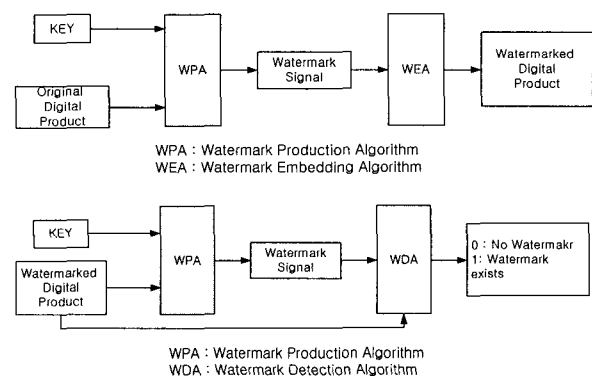 KEY
Original
Digital
Product
WPA
Watermark
Signal
WEA
Watermarked
Digital
Product
WPA : Watermark Production Algorithm
WEA : Watermark Embedding Algorithm
KEY
Watermarked
Digital
Product
WPA
Watermark
Signal
WDA
0 : No Watermakr
1: Watermark
exists
WPA : Watermark Production Algorithm
WDA : Watermark Detection Algorithm